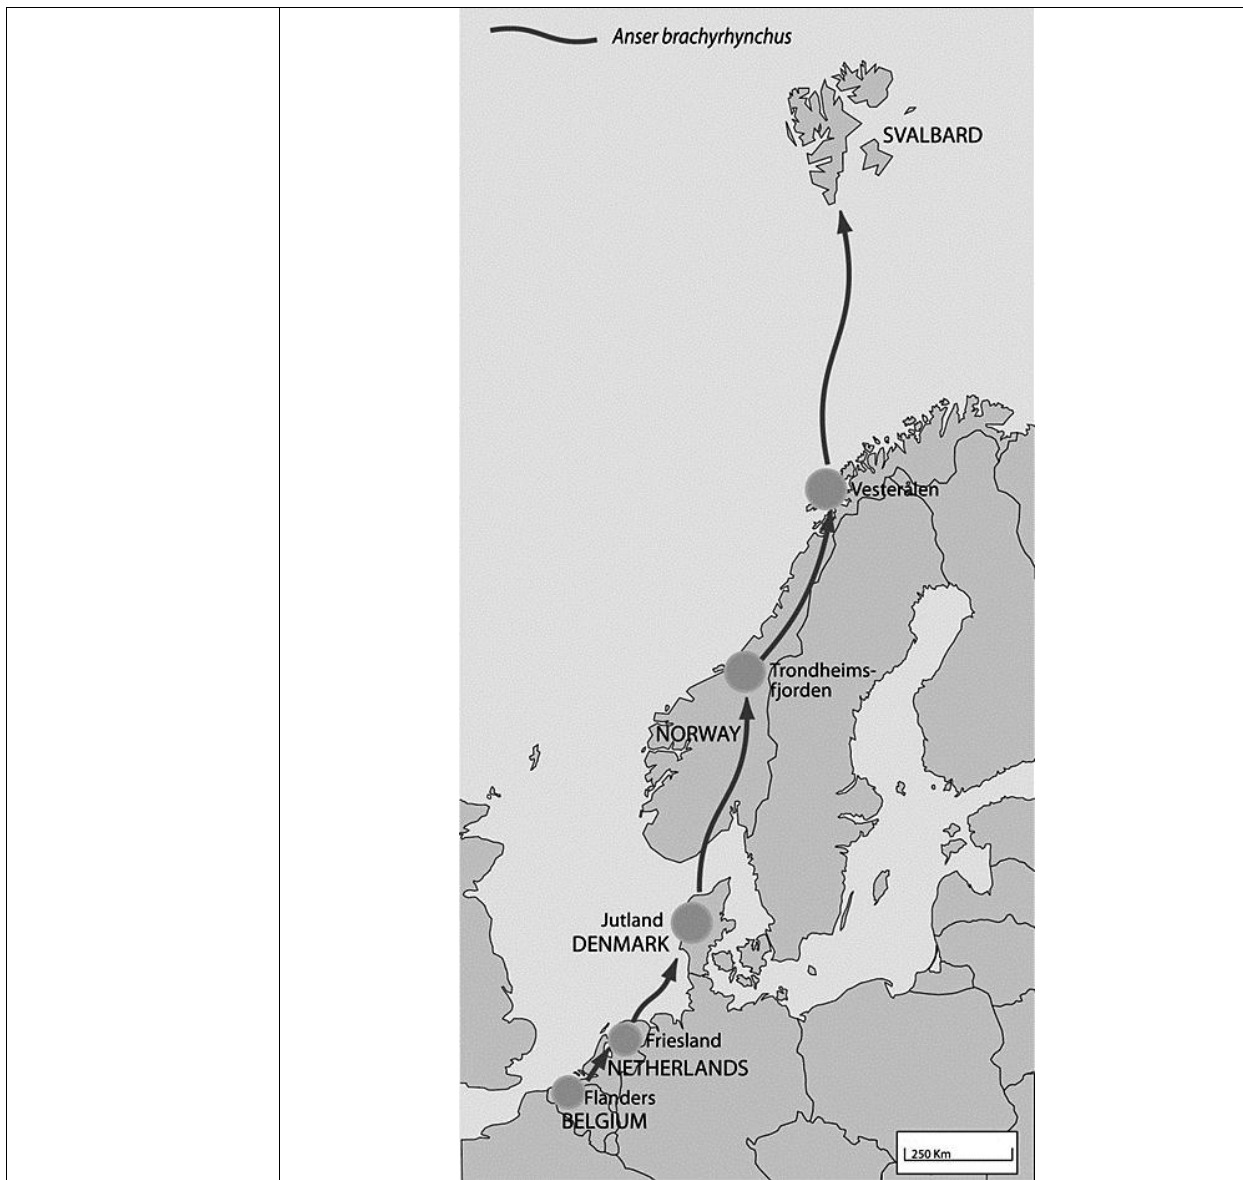 Anser brachyrhynchus
SVALBARD
Vesterålen
Trondheims-
fjorden
NORWAY
Jutland
DENMARK
Friesland
NETHERLANDS
Flanders
BELGIUM
250 Km